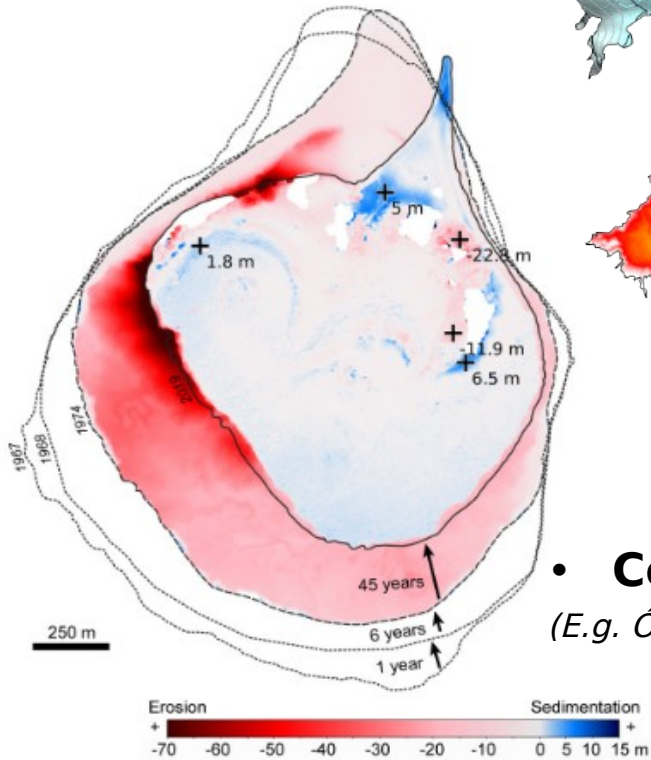 5 m
-22.8 m
1.8 m
-11.9 m
6.5 m
2019
1974
1968
1967
45 years
6 years
1 year
• Co
(E.g. Ó
250 m
Erosion Sedimentation
+ +
-70 -60 -50 -40 -30 -20 -10 0 5 10 15 m